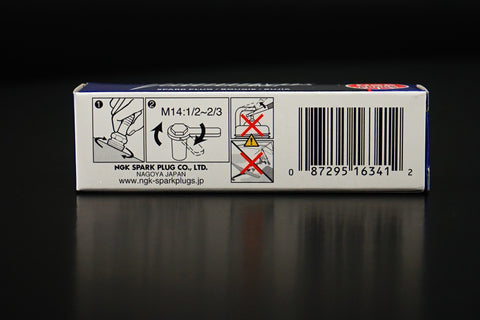 SPARK PLUG / BOUGIE / BUJIA
1
2
M14:1/2~2/3
NGK SPARK PLUG CO., LTD.
NAGOYA JAPAN
www.ngk-sparkplugs.jp
0 87295 16341 2